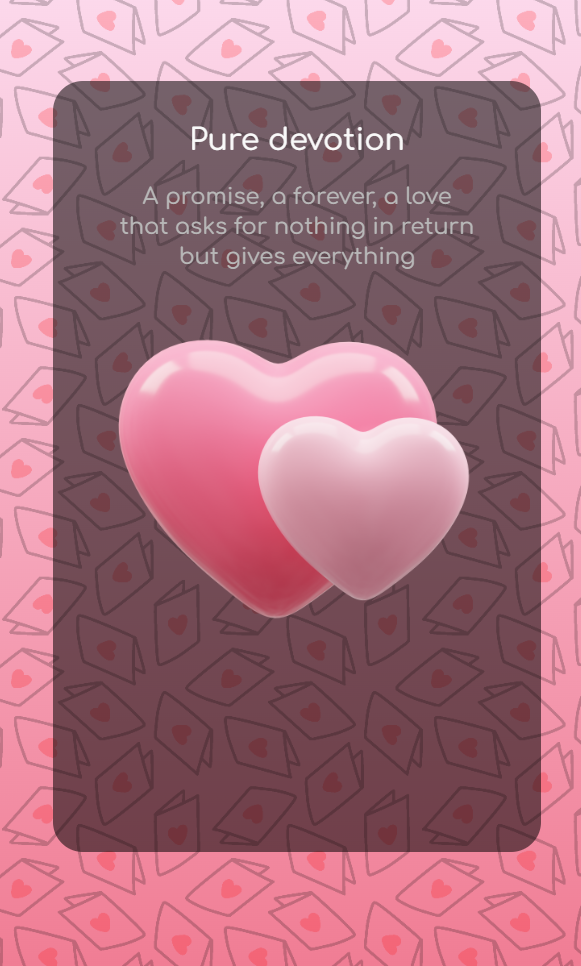 Pure devotion
A promise, a forever, a love
that asks for nothing in return
but gives everything